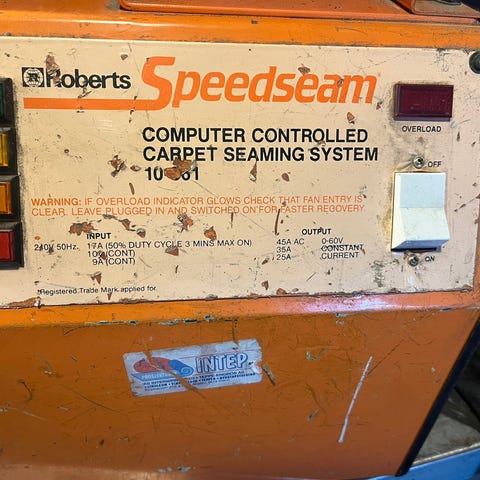 Roberts Speedseam
OVERLOAD
COMPUTER CONTROLLED
CARPET SEAMING SYSTEM
OFF
WARNING: IF OVERLOAD INDICATOR GLOWS CHECK THAT FAN ENTRY IS
CLEAR. LEAVE PLUGGED IN AND SWITCHED ON FOR FASTER RECOVERY.
INPUT OUTPUT
240V 50Hz. 17A (50% DUTY CYCLE 3 MINS MAX ON) 45A AC 0-60V
(CONT) 35A CONSTANT
9A (CONT) 25A CURRENT
ON
*Registered Trade Mark applied for.
INTEP